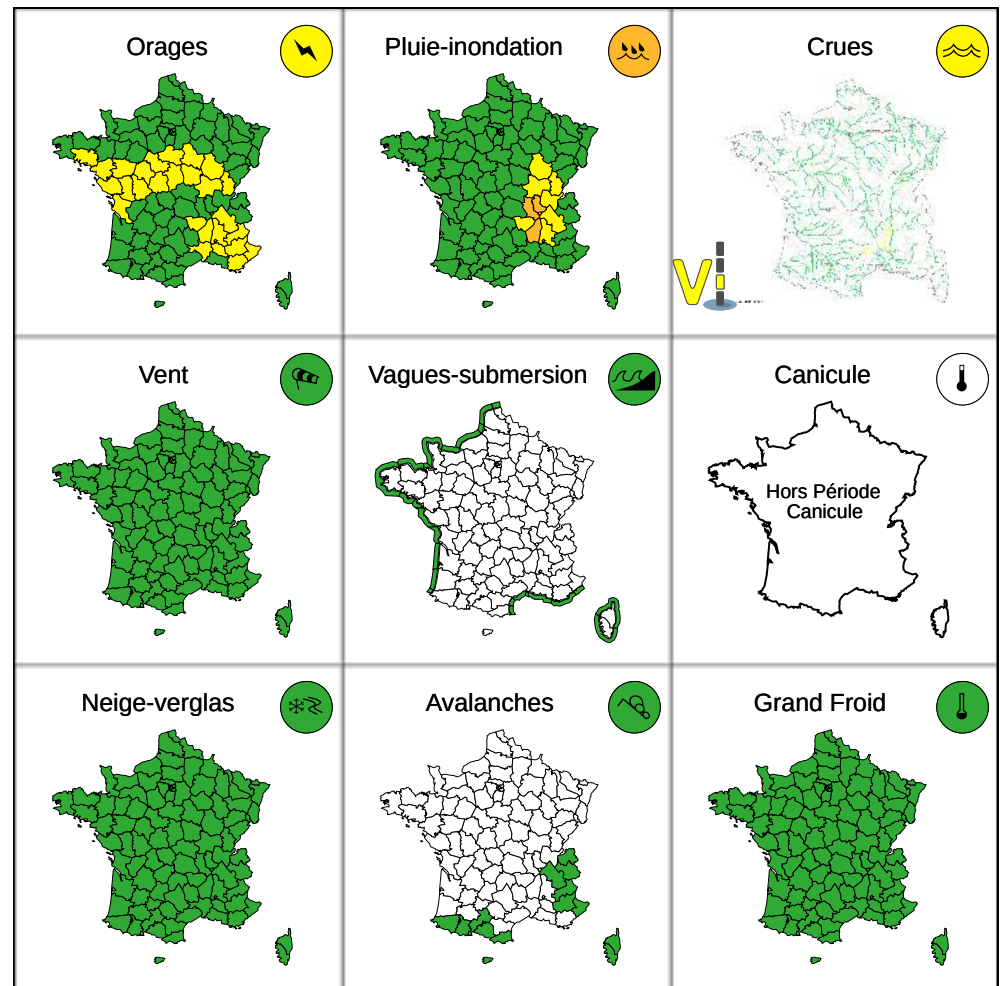 Orages
Pluie-inondation
Crues
Vent
Vagues-submersion
Canicule
Hors Période
Canicule
Neige-verglas
Avalanches
Grand Froid